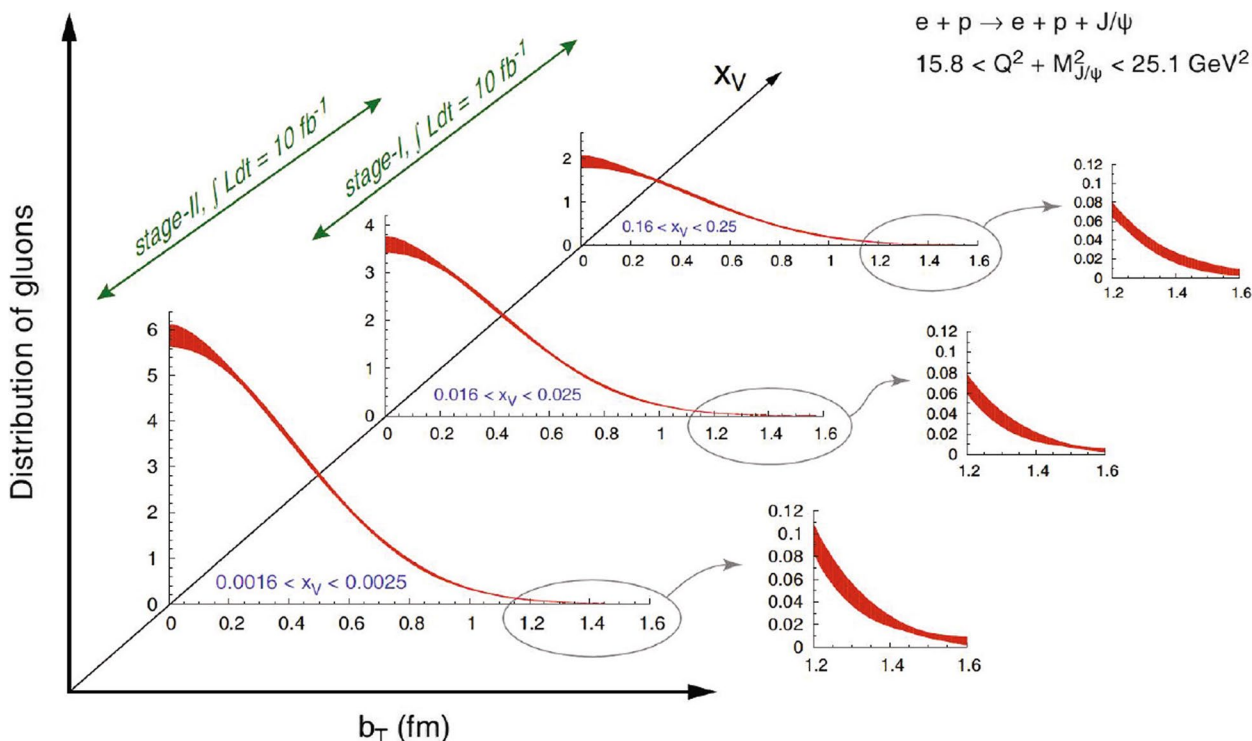 e + p → e + p + J/ψ
15.8 < Q² + M²J/ψ < 25.1 GeV²
xV
stage-II, ∫ Ldt = 10 fb⁻¹
stage-I, ∫ Ldt = 10 fb⁻¹
Distribution of gluons
2
1
0
0.16 < xV < 0.25
0 0.2 0.4 0.6 0.8 1 1.2 1.4 1.6
0.12
0.1
0.08
0.06
0.04
0.02
0
1.2 1.4 1.6
4
3
2
1
0
0.016 < xV < 0.025
0 0.2 0.4 0.6 0.8 1 1.2 1.4 1.6
0.12
0.1
0.08
0.06
0.04
0.02
0
1.2 1.4 1.6
6
5
4
3
2
1
0
0.0016 < xV < 0.0025
0 0.2 0.4 0.6 0.8 1 1.2 1.4 1.6
0.12
0.1
0.08
0.06
0.04
0.02
0
1.2 1.4 1.6
bT (fm)